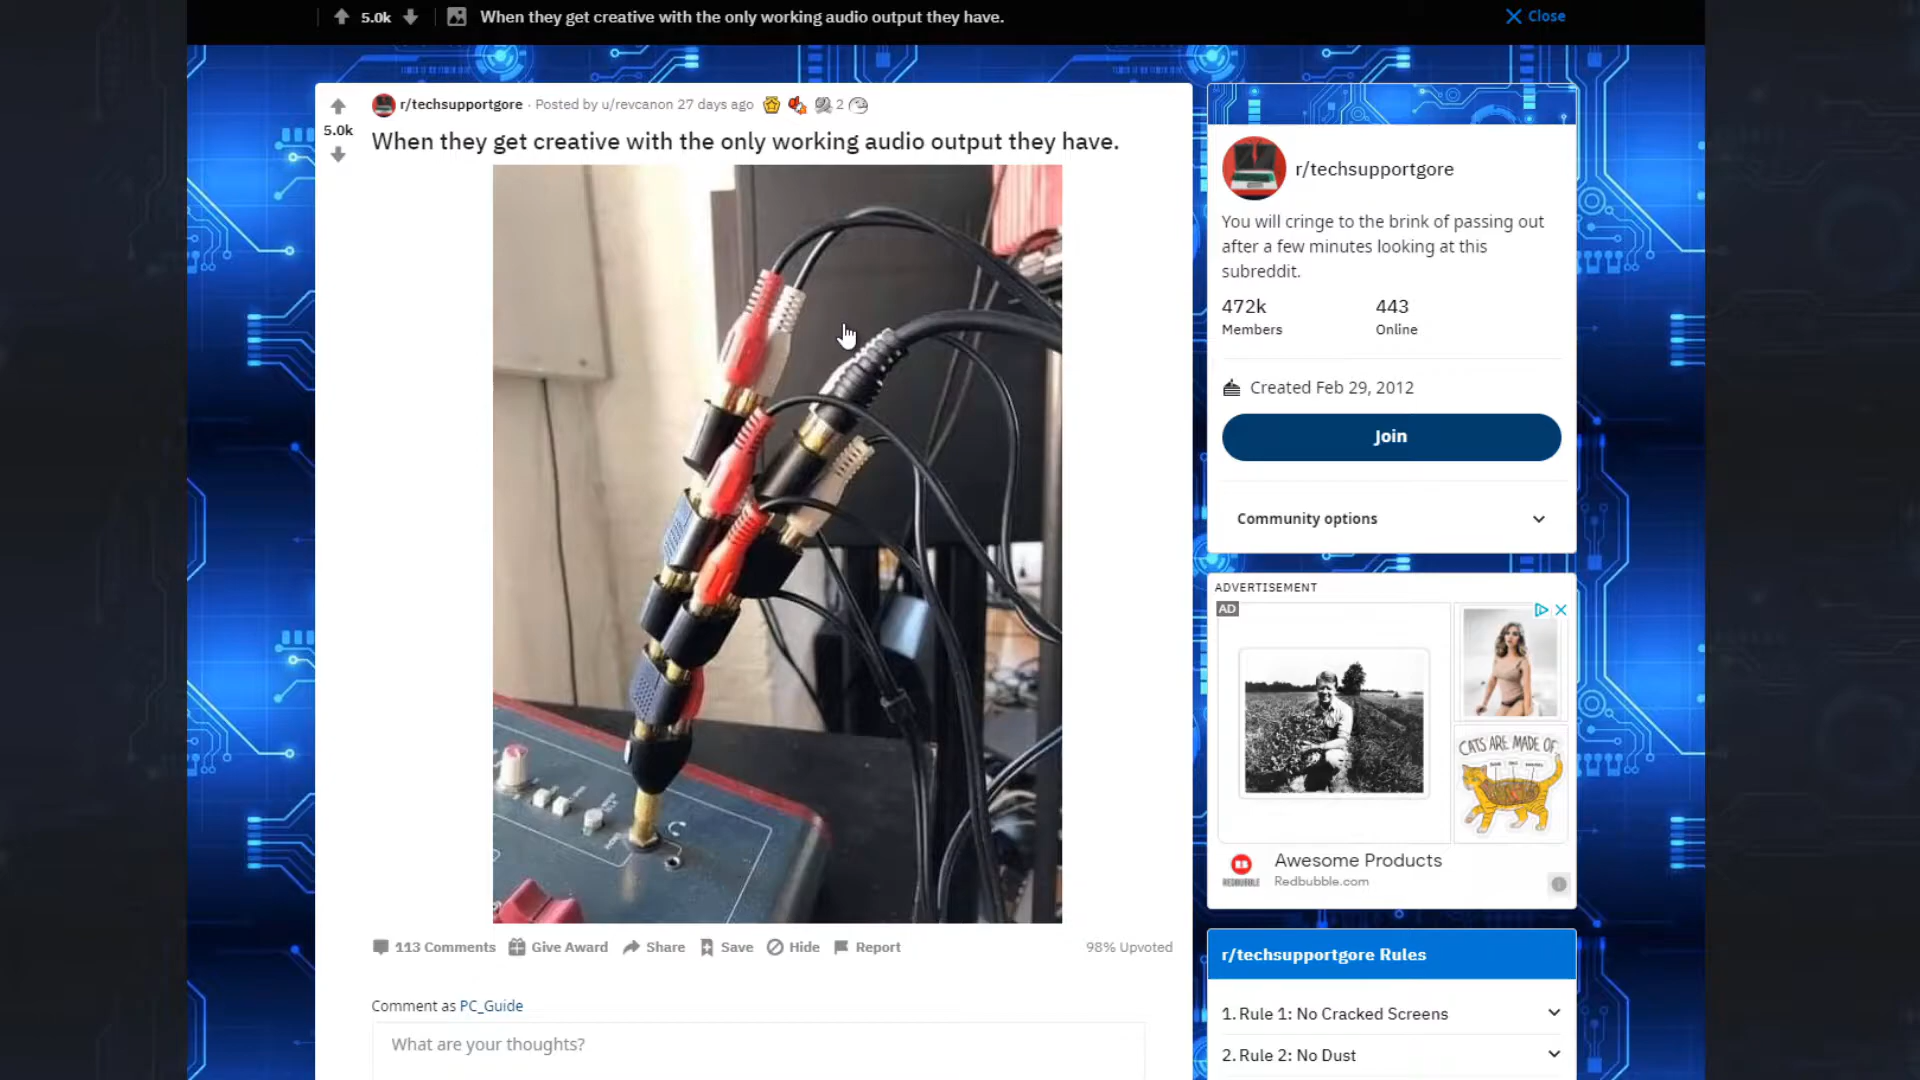 5.0k
When they get creative with the only working audio output they have.
Close
r/techsupportgore · Posted by u/revcanon 27 days ago
2
5.0k
When they get creative with the only working audio output they have.
113 Comments
Give Award
Share
Save
Hide
Report
98% Upvoted
Comment as PC_Guide
What are your thoughts?
r/techsupportgore
You will cringe to the brink of passing out
after a few minutes looking at this
subreddit.
472k
443
Members
Online
Created Feb 29, 2012
Join
Community options
ADVERTISEMENT
AD
CATS ARE MADE OF
Awesome Products
REDBUBBLE
Redbubble.com
r/techsupportgore Rules
1. Rule 1: No Cracked Screens
2. Rule 2: No Dust